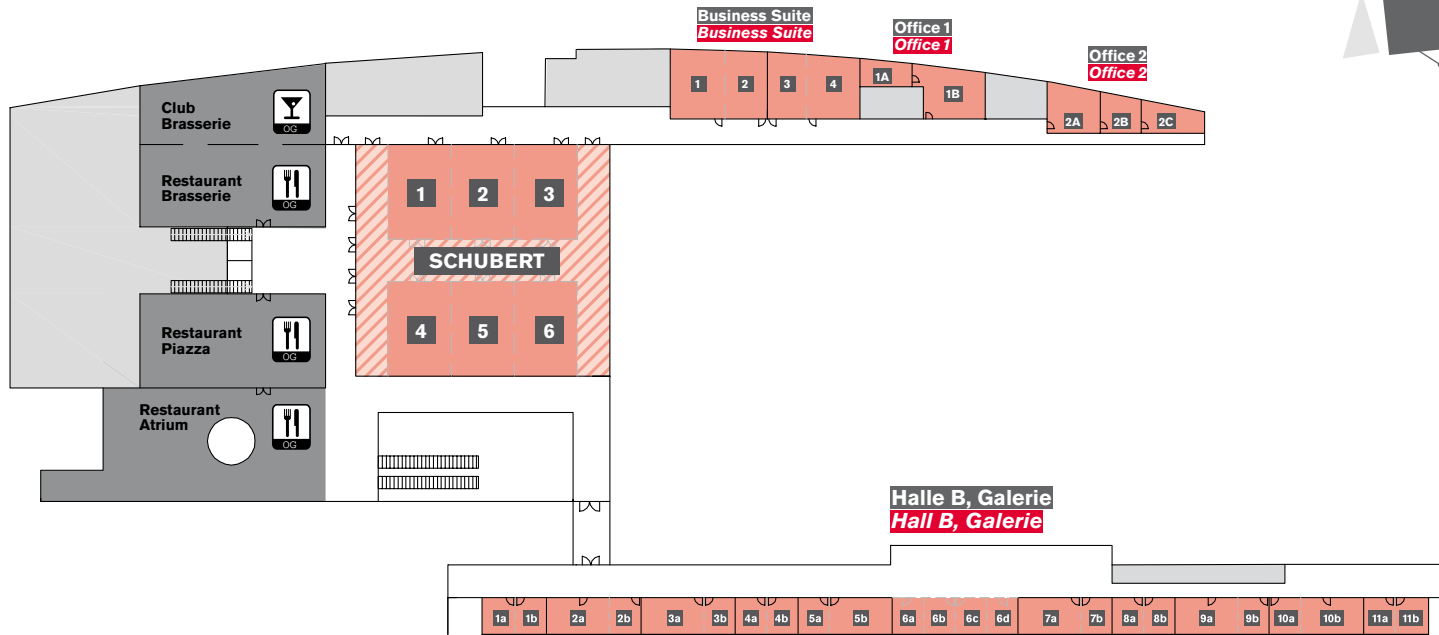 Business Suite
Business Suite
Office 1
Office 1
Office 2
Office 2
1
2
3
4
1A
1B
2A
2B
2C
Club
Brasserie
OG
Restaurant
Brasserie
OG
1
2
3
SCHUBERT
4
5
6
Restaurant
Piazza
OG
Restaurant
Atrium
OG
Halle B, Galerie
Hall B, Galerie
1a
1b
2a
2b
3a
3b
4a
4b
5a
5b
6a
6b
6c
6d
7a
7b
8a
8b
9a
9b
10a
10b
11a
11b